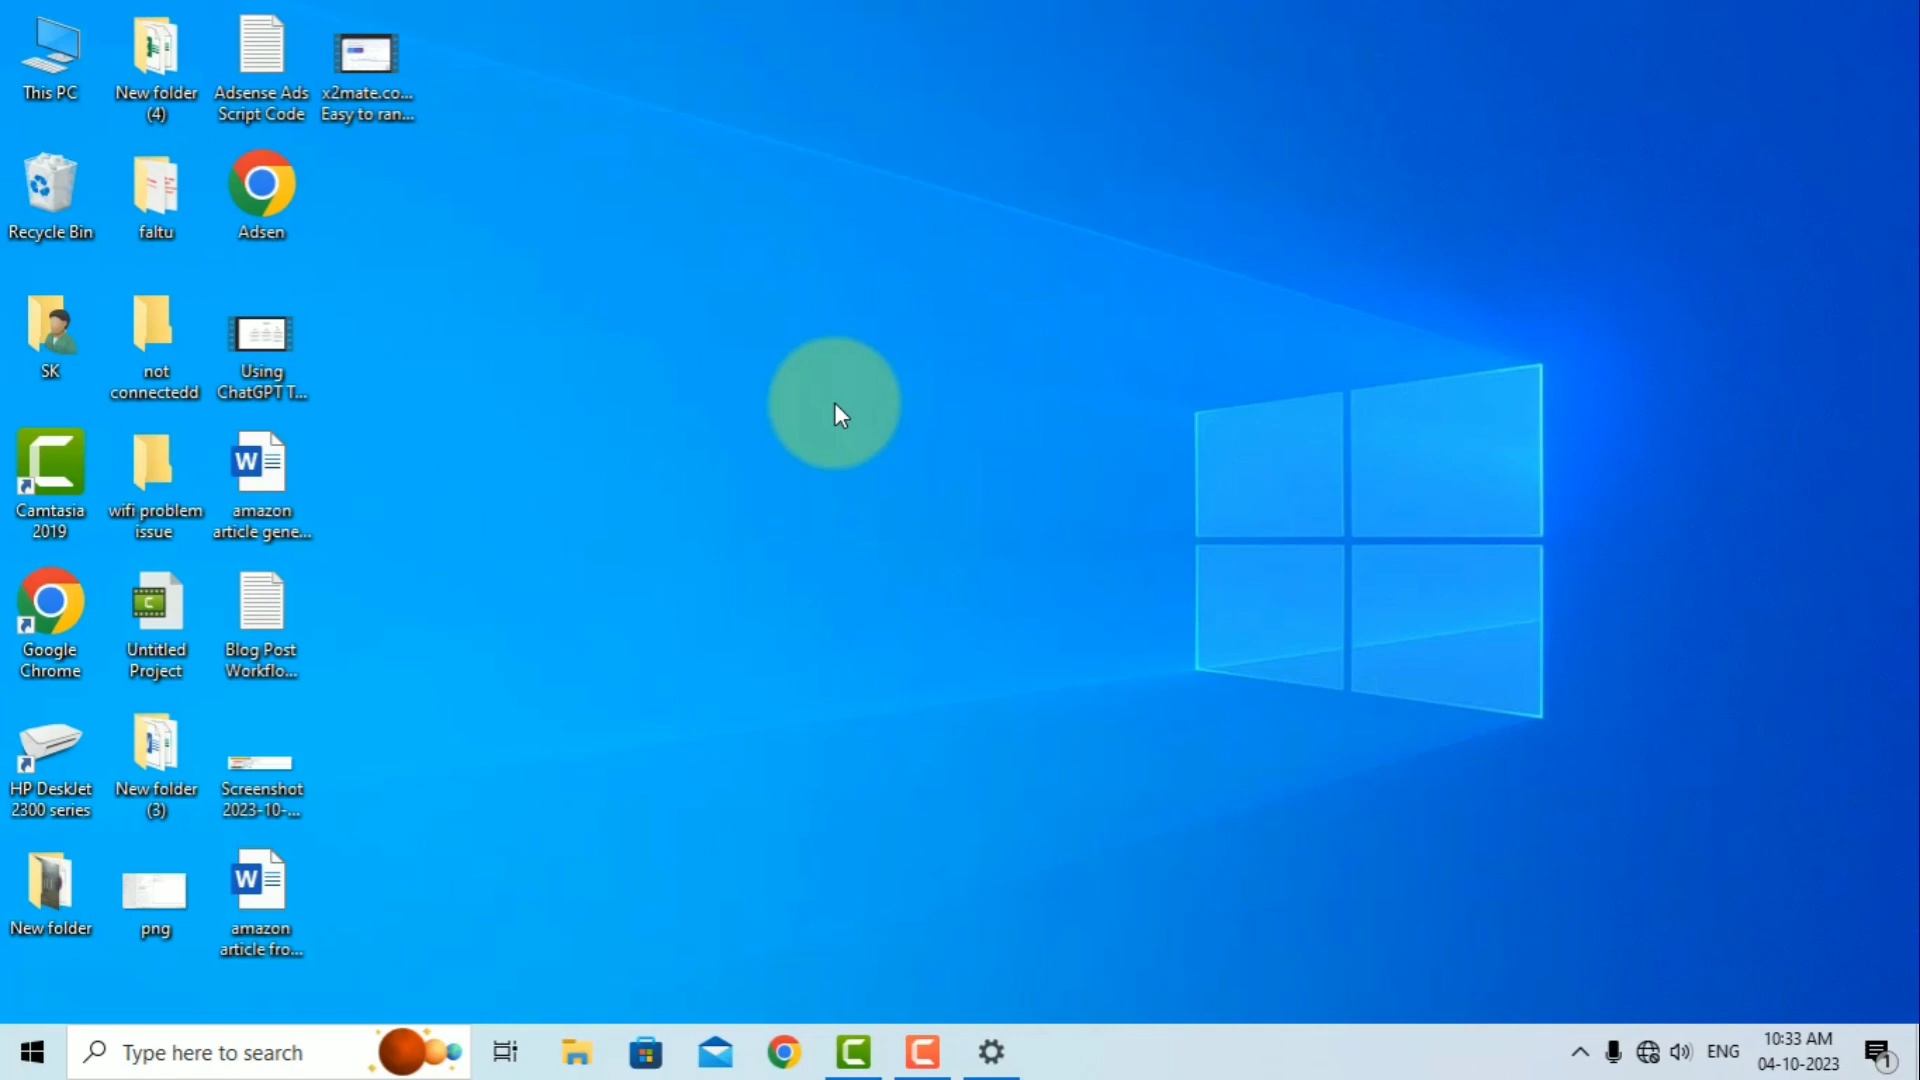 This PC
New folder
(4)
Adsense Ads
Script Code
x2mate.co...
Easy to ran...
Recycle Bin
faltu
Adsen
SK
not
connectedd
Using
ChatGPT T...
Camtasia
2019
wifi problem
issue
W
amazon
article gene...
Google
Chrome
Untitled
Project
Blog Post
Workflo...
HP DeskJet
2300 series
New folder
(3)
Screenshot
2023-10-...
New folder
png
W
amazon
article fro...
Type here to search
ENG
10:33 AM
04-10-2023
1